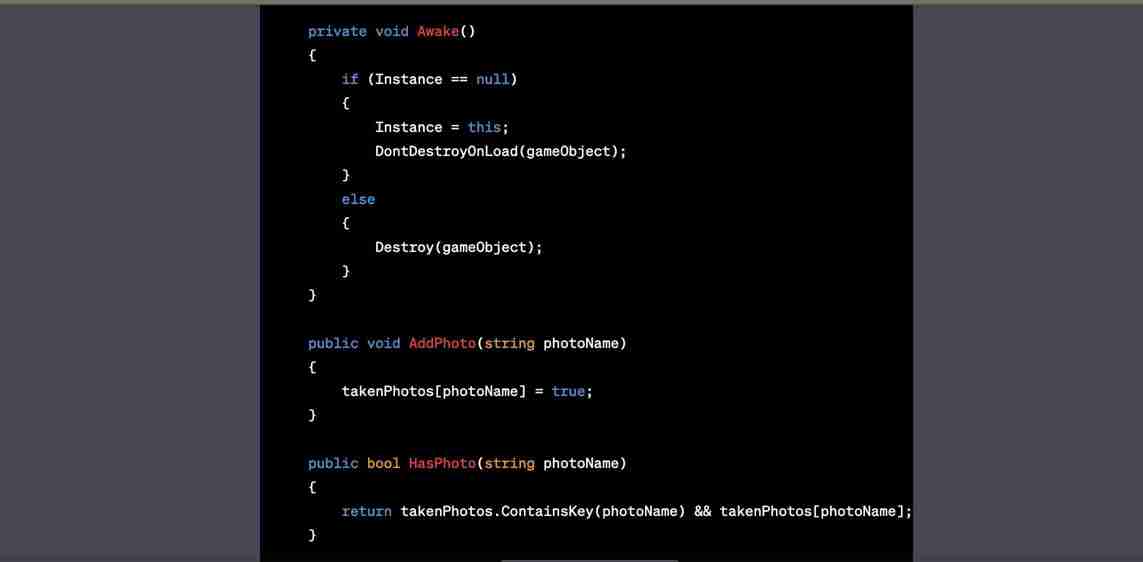 private void Awake()
{
if (Instance == null)
{
Instance = this;
DontDestroyOnLoad(gameObject);
}
else
{
Destroy(gameObject);
}
}
public void AddPhoto(string photoName)
{
takenPhotos[photoName] = true;
}
public bool HasPhoto(string photoName)
{
return takenPhotos.ContainsKey(photoName) && takenPhotos[photoName];
}